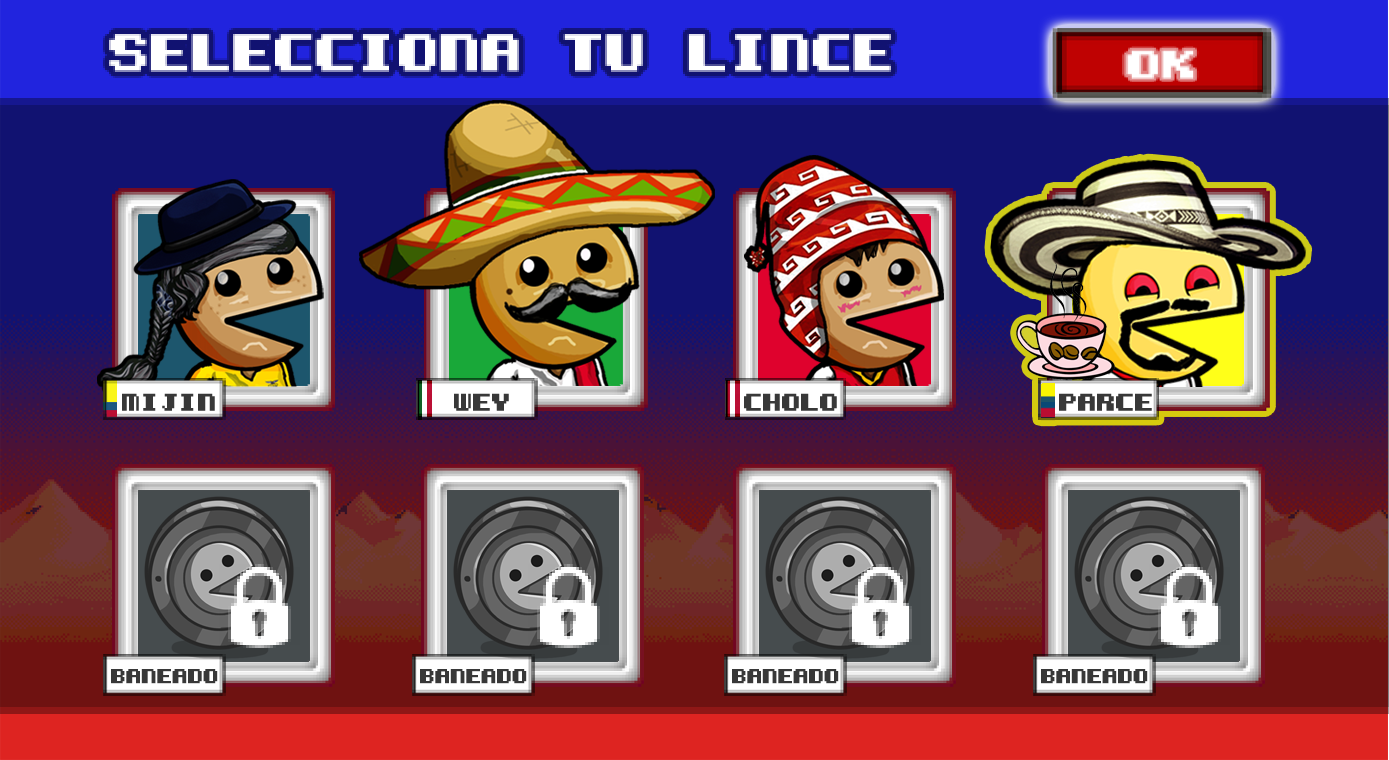 SELECCIONA TU LINCE
OK
MIJIN
WEY
CHOLO
PARCE
BANEADO
BANEADO
BANEADO
BANEADO